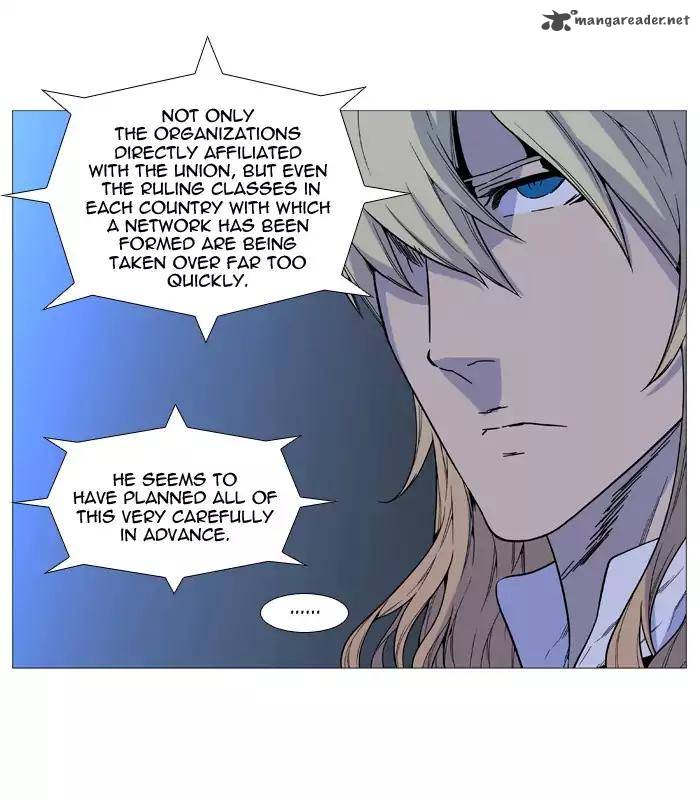 mangareader.net
NOT ONLY
THE ORGANIZATIONS
DIRECTLY AFFILIATED
WITH THE UNION, BUT EVEN
THE RULING CLASSES IN
EACH COUNTRY WITH WHICH
A NETWORK HAS BEEN
FORMED ARE BEING
TAKEN OVER FAR TOO
QUICKLY.
HE SEEMS TO
HAVE PLANNED ALL OF
THIS VERY CAREFULLY
IN ADVANCE.
......